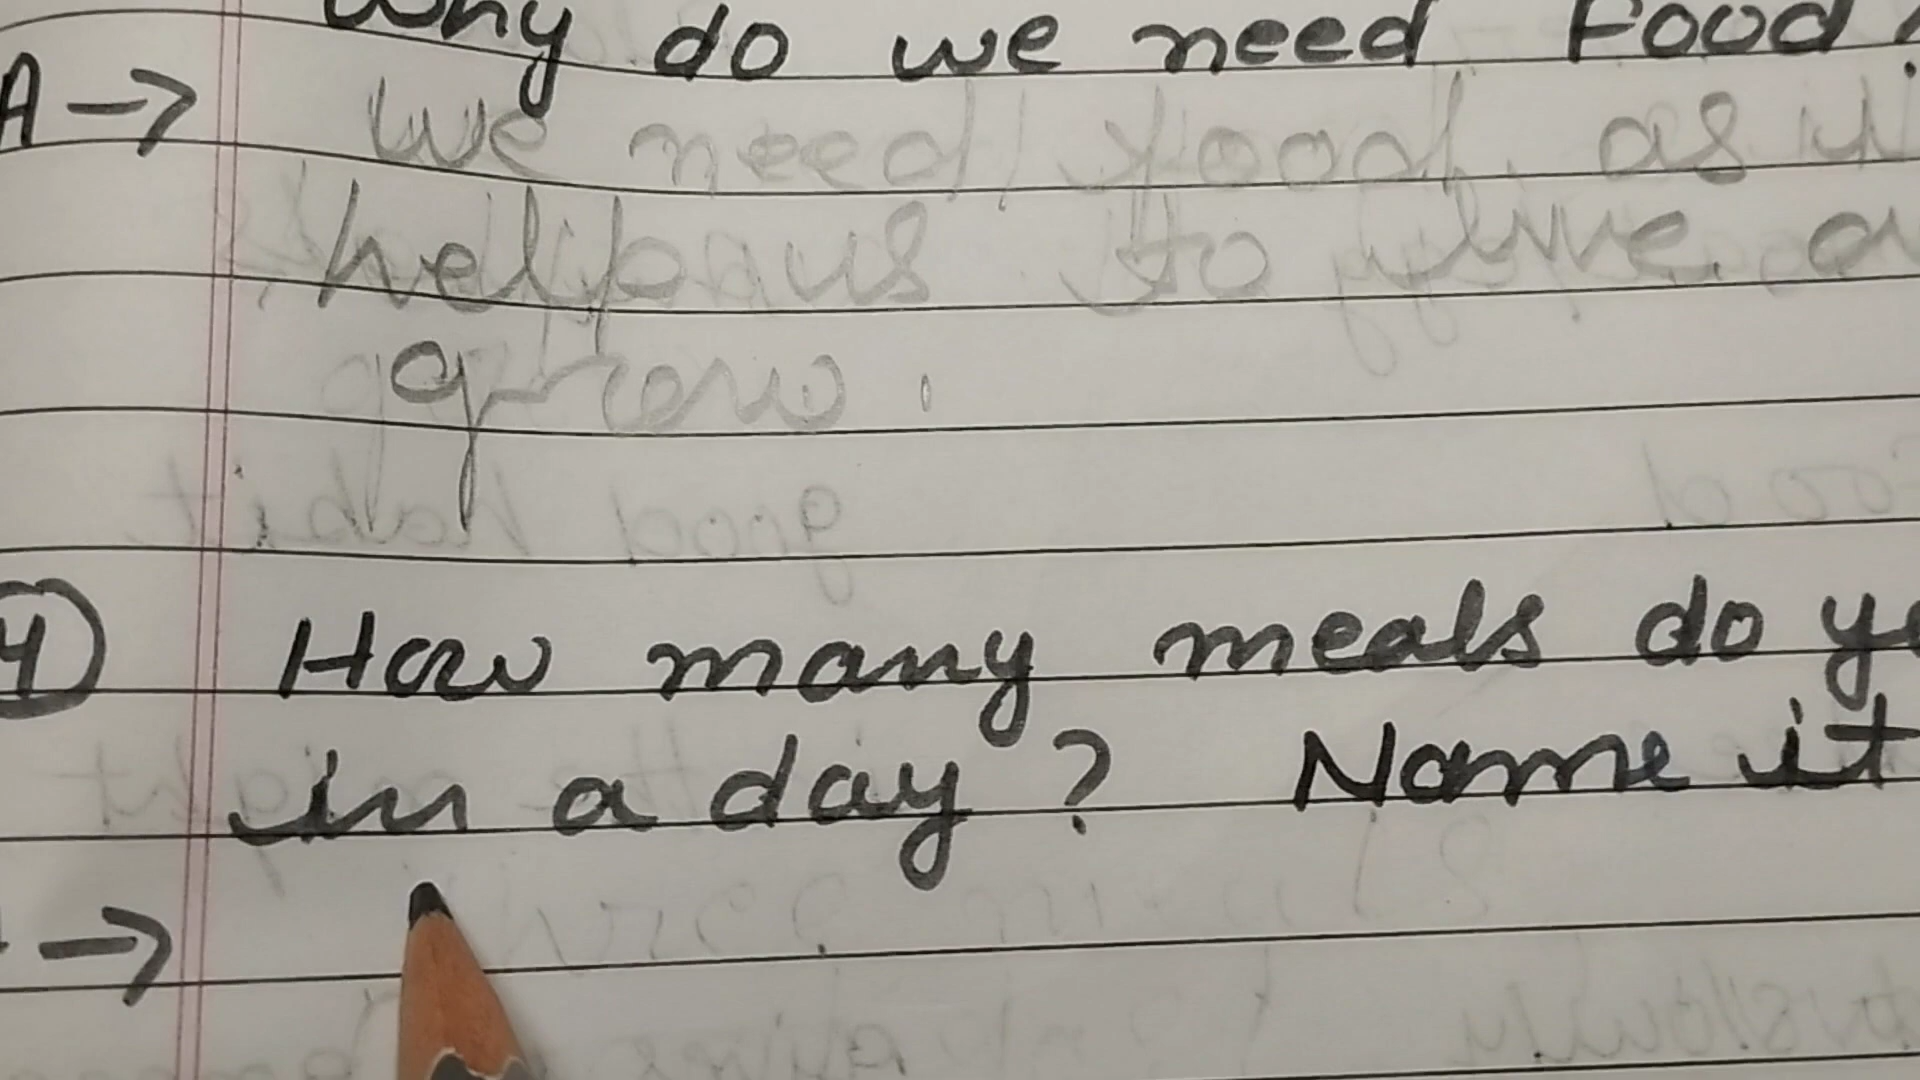 Why do we need Food?
A → We need food as it
helps us to live a
grow.
4 How many meals do ye
in a day? Name it
→